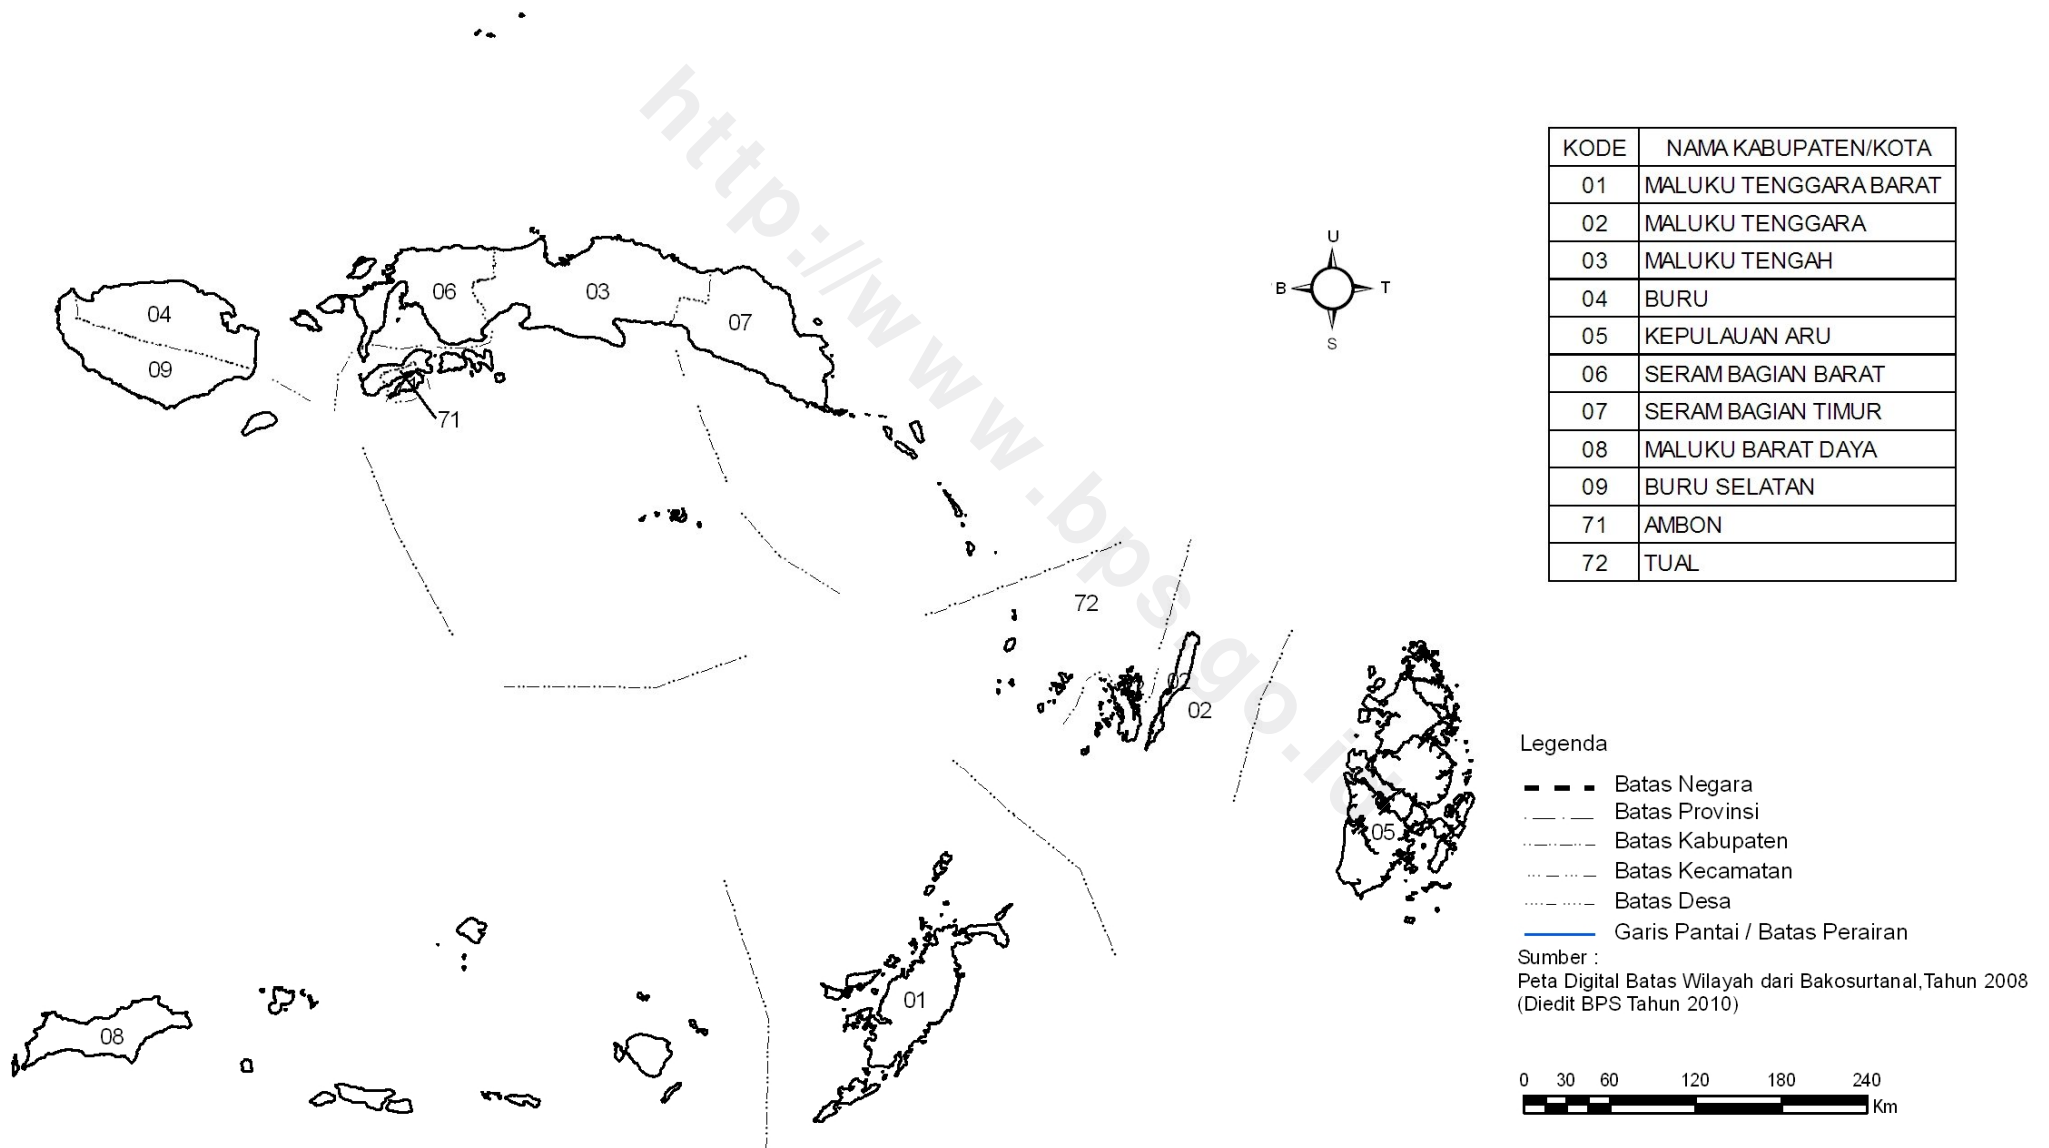 http://www.bps.go.id
KODE NAMA KABUPATEN/KOTA
01 MALUKU TENGGARA BARAT
02 MALUKU TENGGARA
03 MALUKU TENGAH
04 BURU
05 KEPULAUAN ARU
06 SERAM BAGIAN BARAT
07 SERAM BAGIAN TIMUR
08 MALUKU BARAT DAYA
09 BURU SELATAN
71 AMBON
72 TUAL
U
B T
S
04
09
06
03
07
71
72
02
02
05
01
08
Legenda
Batas Negara
Batas Provinsi
Batas Kabupaten
Batas Kecamatan
Batas Desa
Garis Pantai / Batas Perairan
Sumber :
Peta Digital Batas Wilayah dari Bakosurtanal,Tahun 2008
(Diedit BPS Tahun 2010)
0 30 60 120 180 240
Km